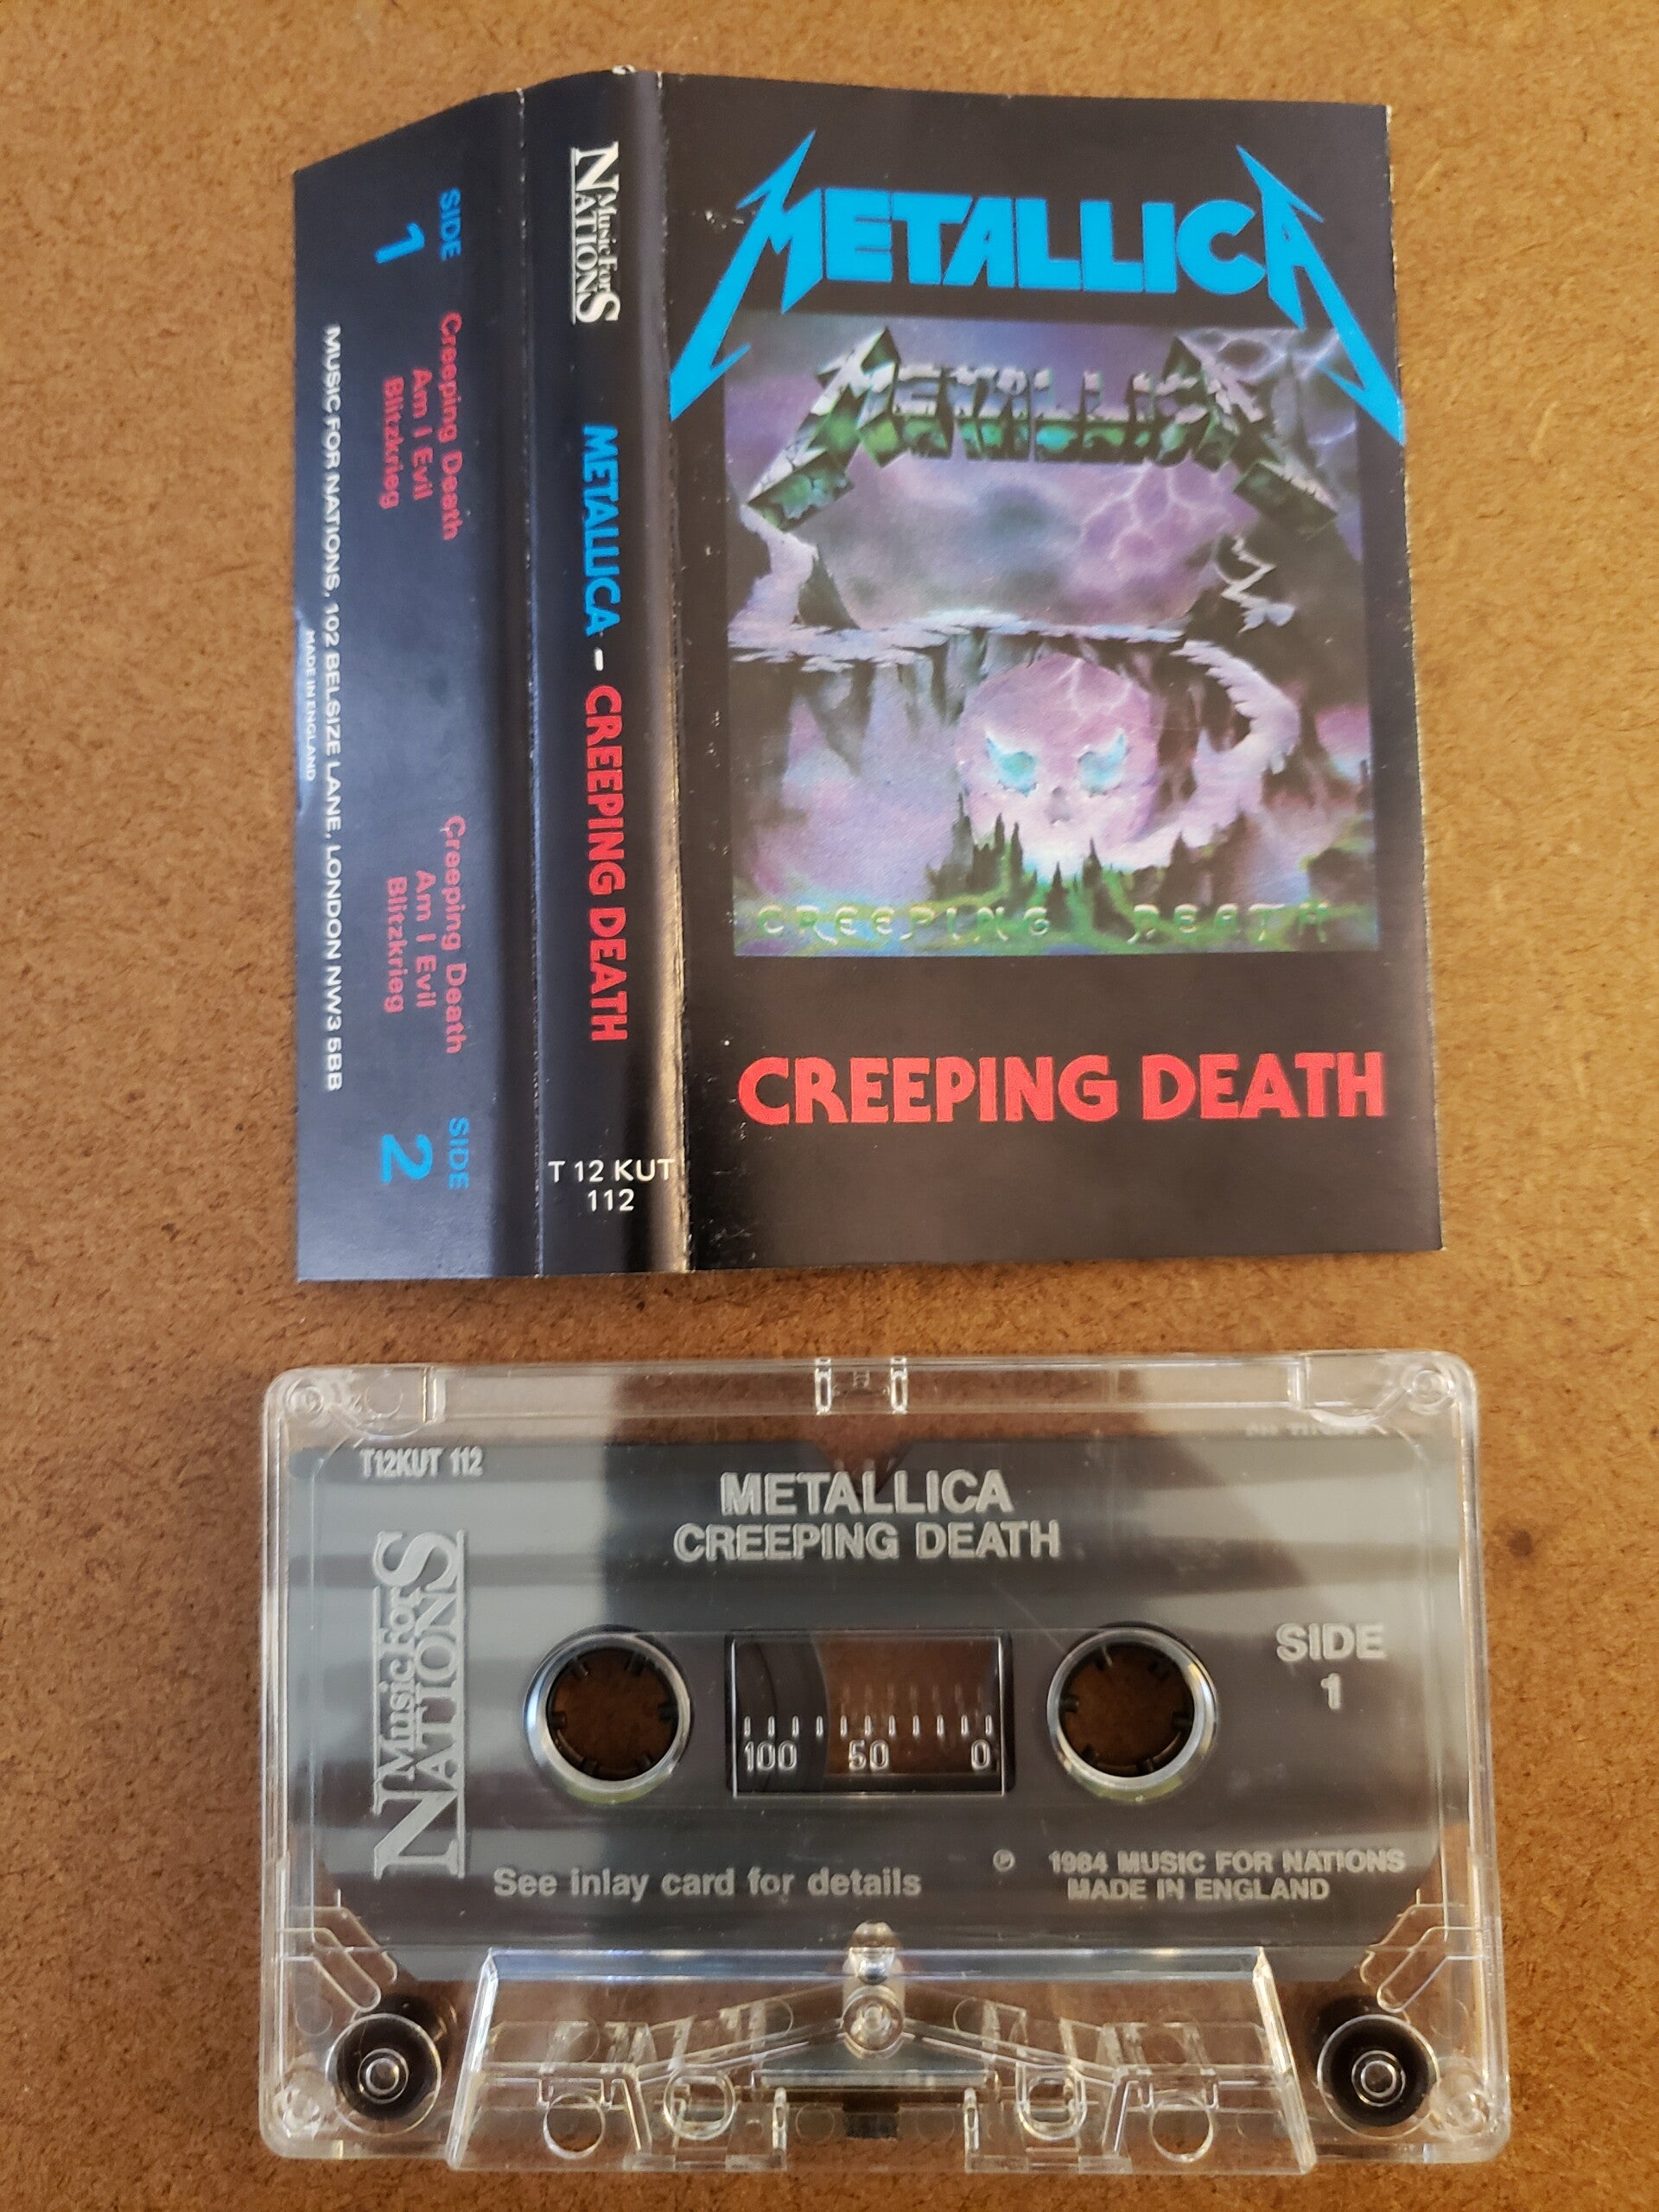 METALLICA
METALLICA
CREEPING DEATH
CREEPING DEATH
Music For
NATIONS
METALLICA - CREEPING DEATH
T 12 KUT
112
SIDE
1
Creeping Death
Am I Evil
Blitzkrieg
Creeping Death
Am I Evil
Blitzkrieg
SIDE
2
MUSIC FOR NATIONS, 102 BELSIZE LANE, LONDON NW3 5BB
MADE IN ENGLAND
T12KUT 112
METALLICA
CREEPING DEATH
Music For
NATIONS
SIDE
1
100 50 0
See inlay card for details
℗ 1984 MUSIC FOR NATIONS
MADE IN ENGLAND